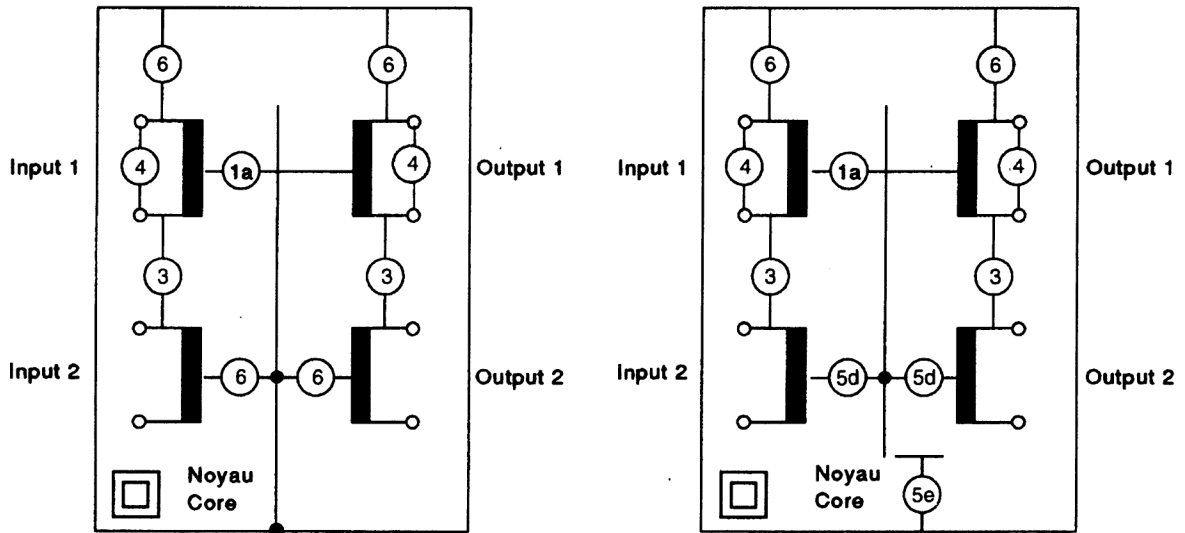 6 6
Input 1 4 1a 4 Output 1
3 3
Input 2 6 6 Output 2
Noyau
Core
6 6
Input 1 4 1a 4 Output 1
3 3
Input 2 5d 5d Output 2
Noyau
Core
5e